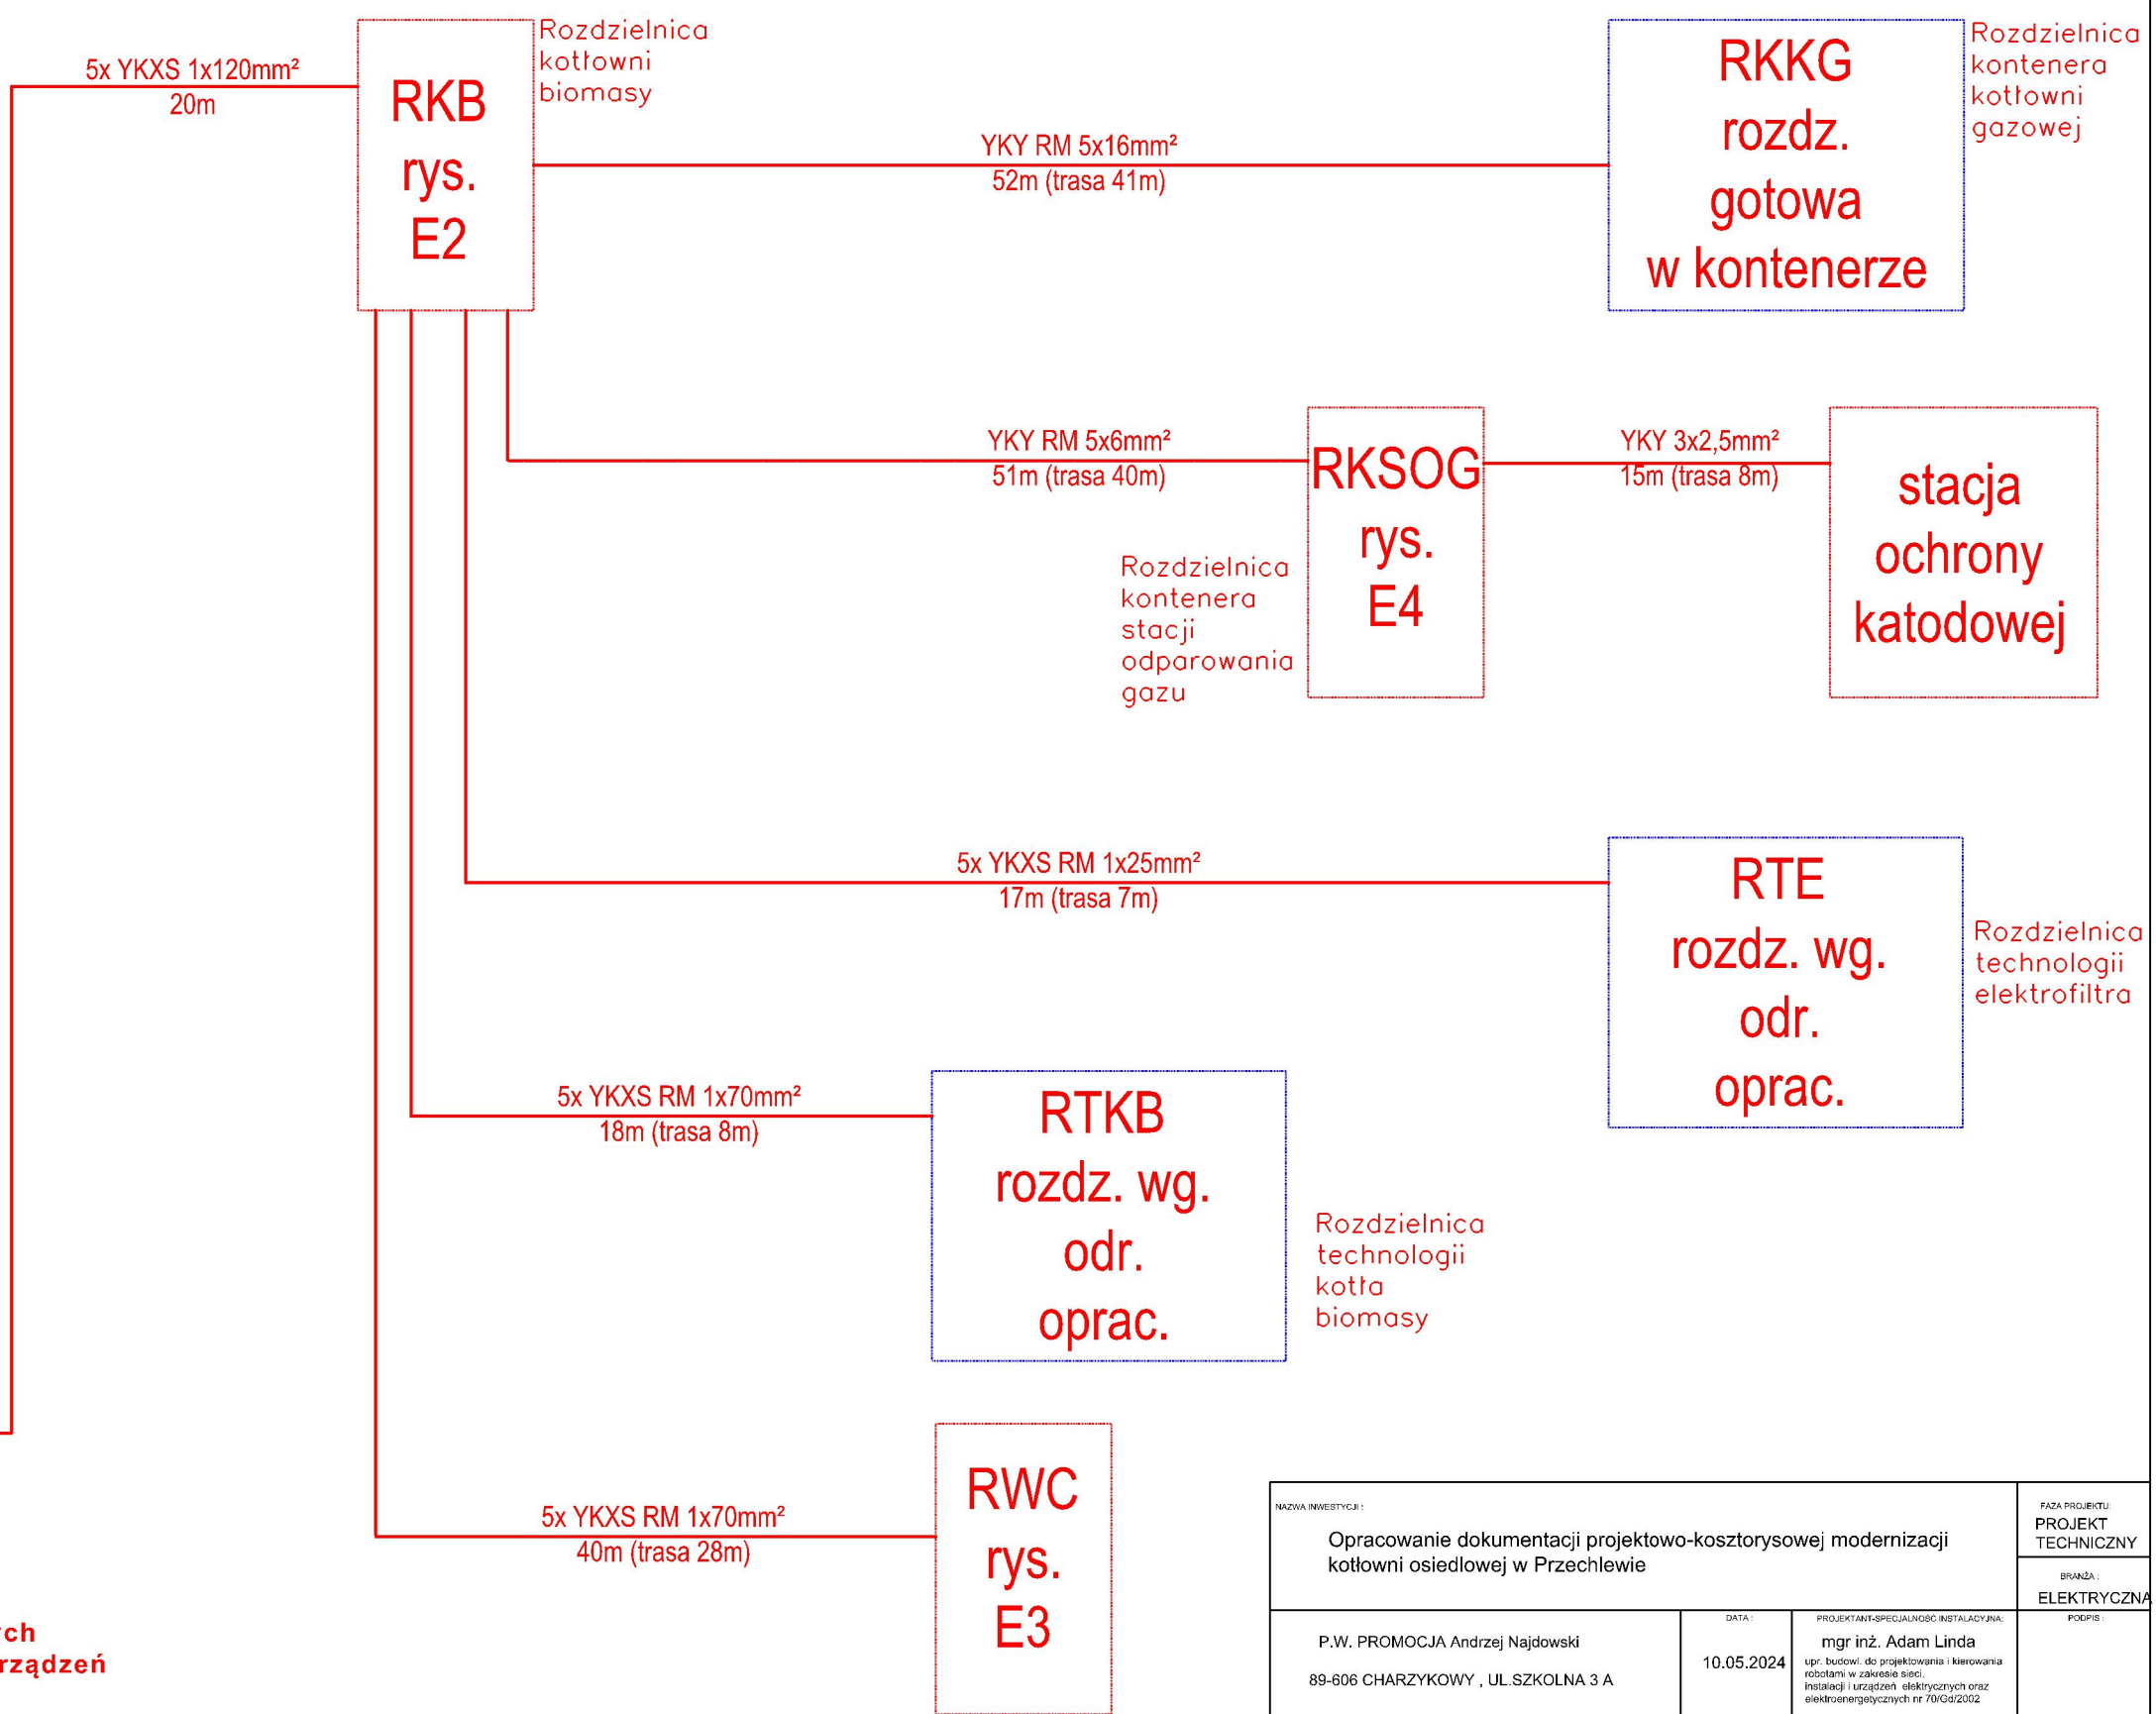 5x YKXS 1x120mm²
20m
RKB
rys.
E2
Rozdzielnica
kotłowni
biomasy
YKY RM 5x16mm²
52m (trasa 41m)
RKKG
rozdz.
gotowa
w kontenerze
Rozdzielnica
kontenera
kotłowni
gazowej
YKY RM 5x6mm²
51m (trasa 40m)
RKSOG
rys.
E4
Rozdzielnica
kontenera
stacji
odparowania
gazu
YKY 3x2,5mm²
15m (trasa 8m)
stacja
ochrony
katodowej
5x YKXS RM 1x25mm²
17m (trasa 7m)
RTE
rozdz. wg.
odr.
oprac.
Rozdzielnica
technologii
elektrofiltra
5x YKXS RM 1x70mm²
18m (trasa 8m)
RTKB
rozdz. wg.
odr.
oprac.
Rozdzielnica
technologii
kotła
biomasy
5x YKXS RM 1x70mm²
40m (trasa 28m)
RWC
rys.
E3
ch
rządzeń
NAZWA INWESTYCJI :
Opracowanie dokumentacji projektowo-kosztorysowej modernizacji
kotłowni osiedlowej w Przechlewie
FAZA PROJEKTU:
PROJEKT
TECHNICZNY
BRANŻA :
ELEKTRYCZNA
P.W. PROMOCJA Andrzej Najdowski
89-606 CHARZYKOWY , UL.SZKOLNA 3 A
DATA :
10.05.2024
PROJEKTANT-SPECJALNOŚĆ INSTALACYJNA:
mgr inż. Adam Linda
upr. budowl. do projektowania i kierowania
robotami w zakresie sieci,
instalacji i urządzeń elektrycznych oraz
elektroenergetycznych nr 70/Gd/2002
PODPIS :